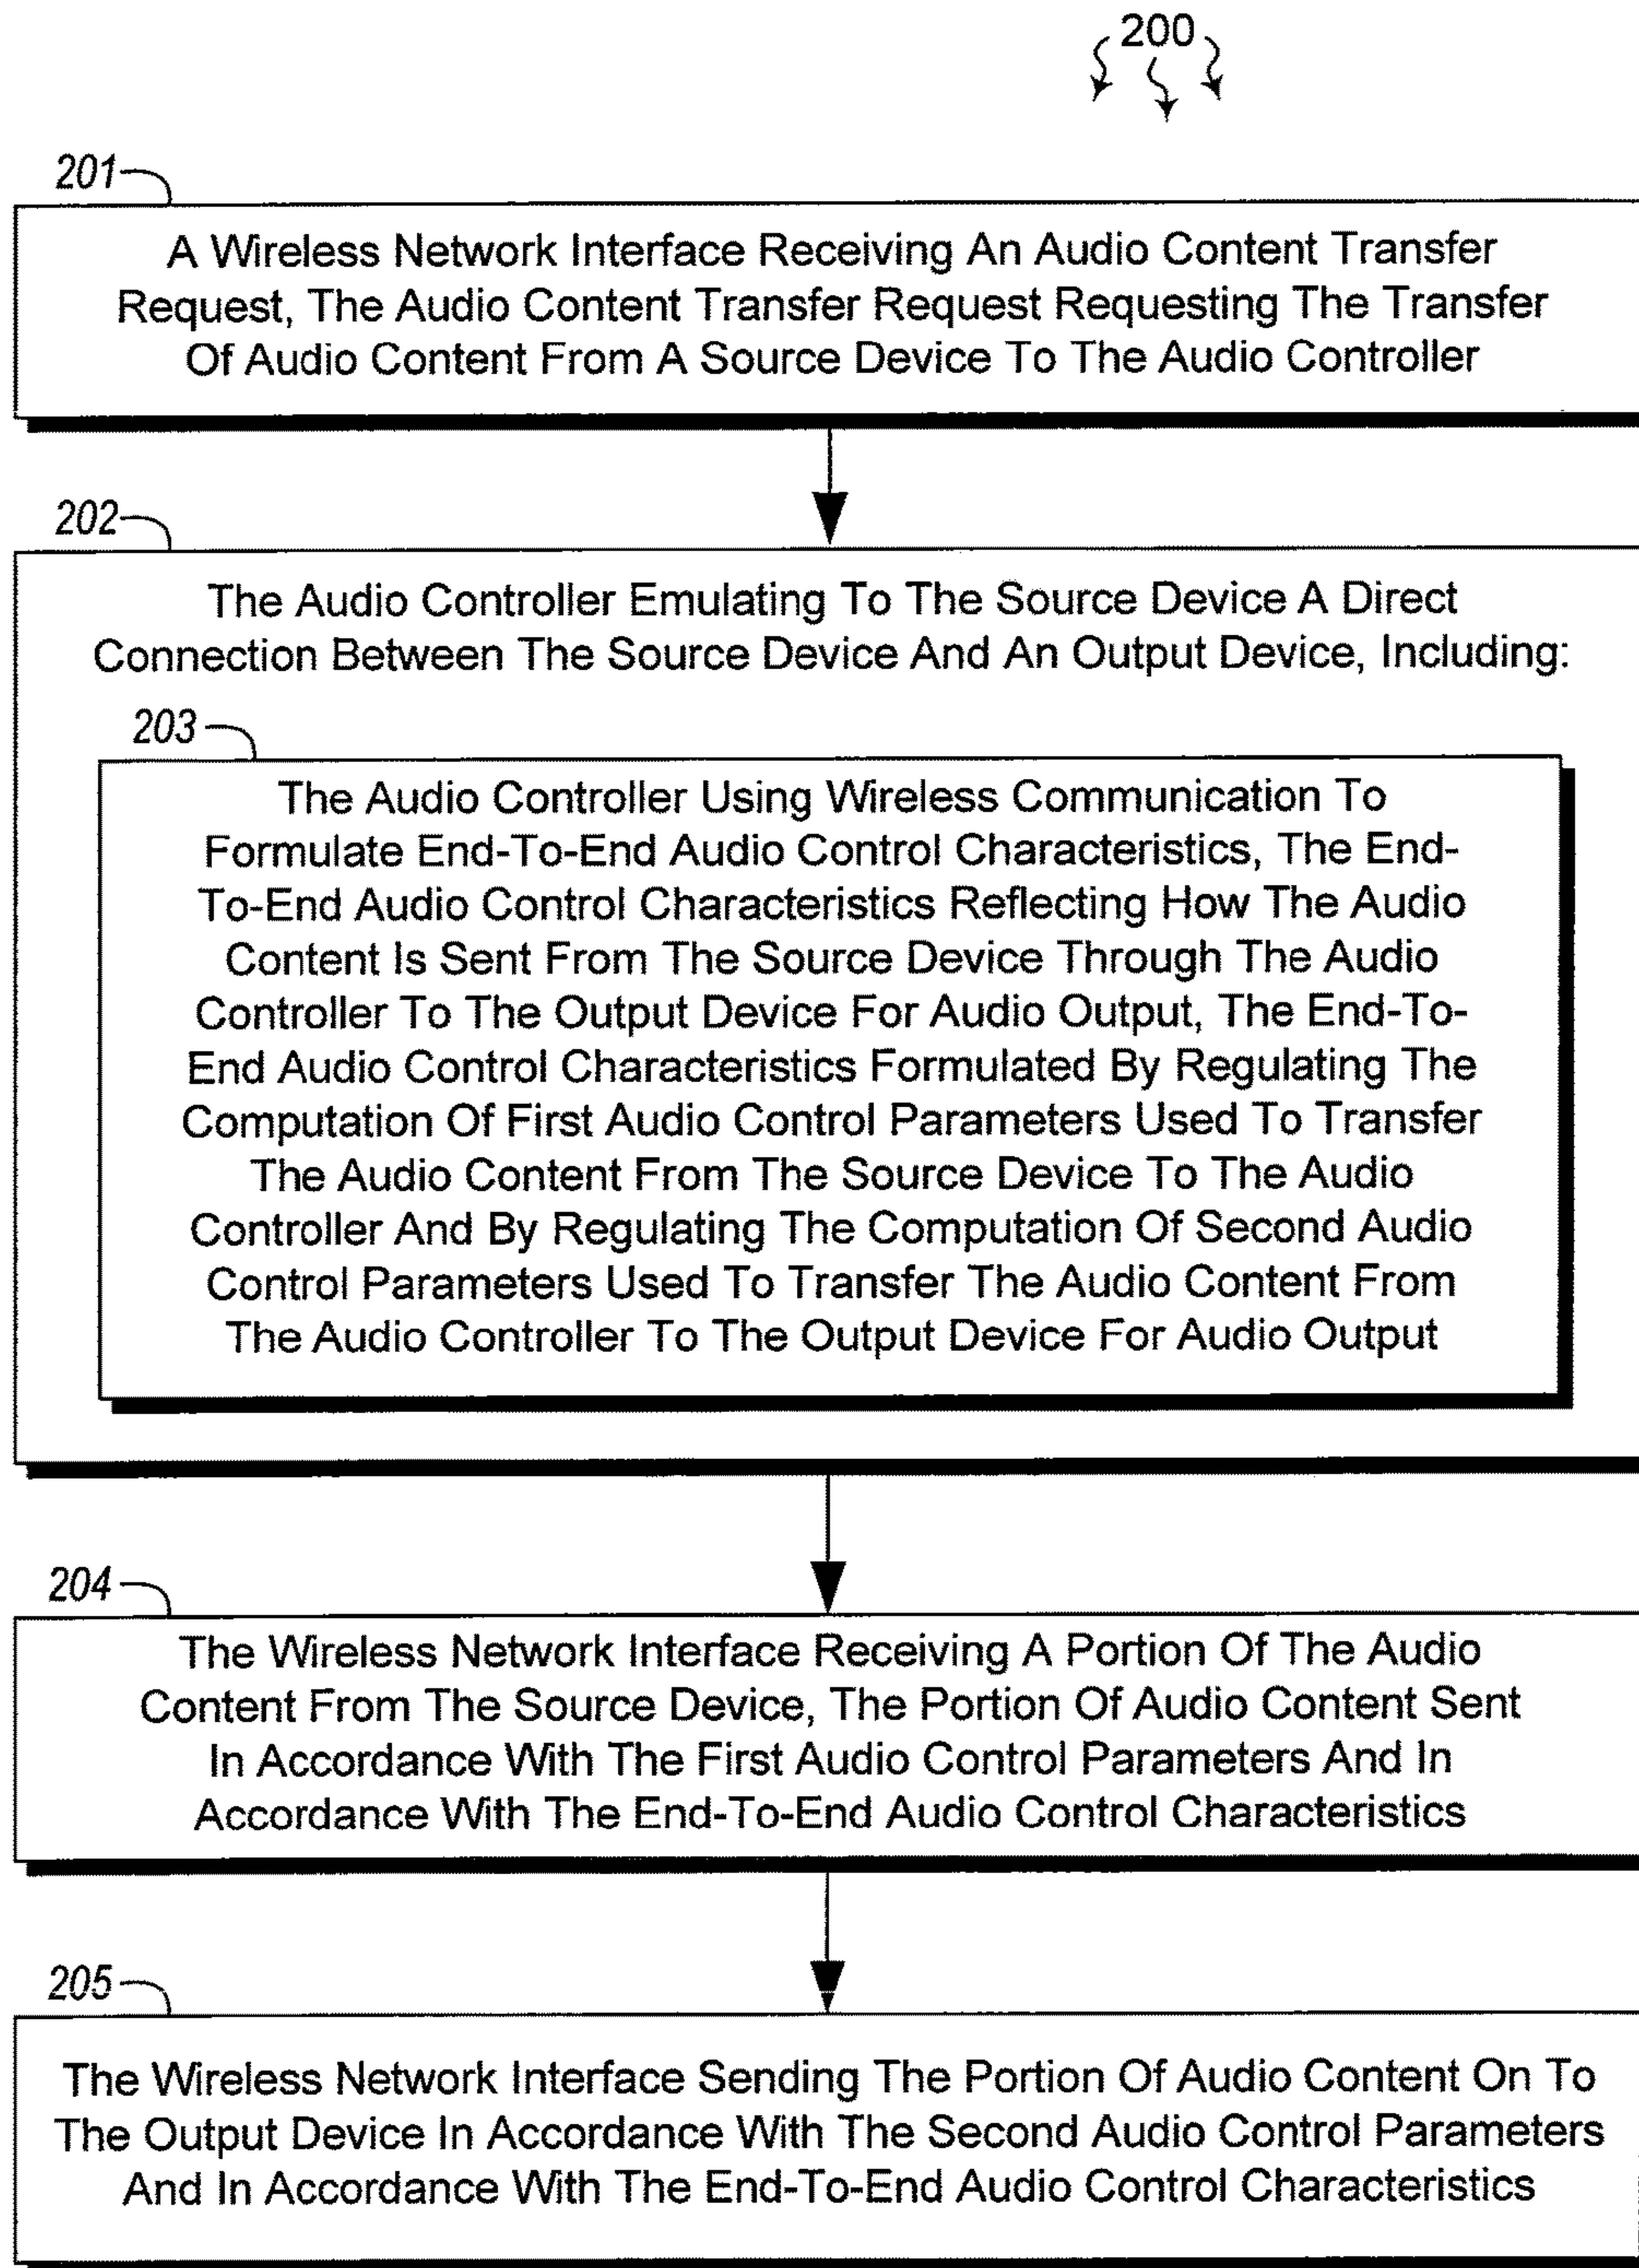 200
201
A Wireless Network Interface Receiving An Audio Content Transfer
Request, The Audio Content Transfer Request Requesting The Transfer
Of Audio Content From A Source Device To The Audio Controller
202
The Audio Controller Emulating To The Source Device A Direct
Connection Between The Source Device And An Output Device, Including:
203
The Audio Controller Using Wireless Communication To
Formulate End-To-End Audio Control Characteristics, The End-
To-End Audio Control Characteristics Reflecting How The Audio
Content Is Sent From The Source Device Through The Audio
Controller To The Output Device For Audio Output, The End-To-
End Audio Control Characteristics Formulated By Regulating The
Computation Of First Audio Control Parameters Used To Transfer
The Audio Content From The Source Device To The Audio
Controller And By Regulating The Computation Of Second Audio
Control Parameters Used To Transfer The Audio Content From
The Audio Controller To The Output Device For Audio Output
204
The Wireless Network Interface Receiving A Portion Of The Audio
Content From The Source Device, The Portion Of Audio Content Sent
In Accordance With The First Audio Control Parameters And In
Accordance With The End-To-End Audio Control Characteristics
205
The Wireless Network Interface Sending The Portion Of Audio Content On To
The Output Device In Accordance With The Second Audio Control Parameters
And In Accordance With The End-To-End Audio Control Characteristics